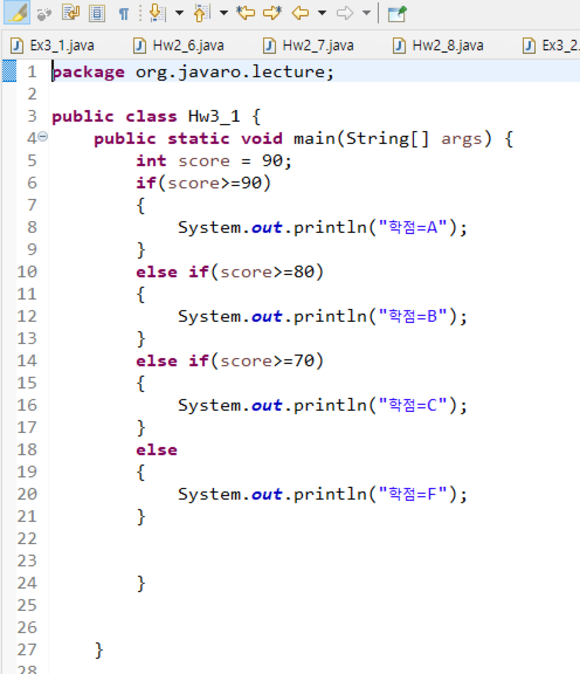 Ex3_1.java Hw2_6.java Hw2_7.java Hw2_8.java Ex3_2.
1 package org.javaro.lecture;
2
3 public class Hw3_1 {
4 public static void main(String[] args) {
5 int score = 90;
6 if(score>=90)
7 {
8 System.out.println("학점=A");
9 }
10 else if(score>=80)
11 {
12 System.out.println("학점=B");
13 }
14 else if(score>=70)
15 {
16 System.out.println("학점=C");
17 }
18 else
19 {
20 System.out.println("학점=F");
21 }
22
23
24 }
25
26
27 }
28